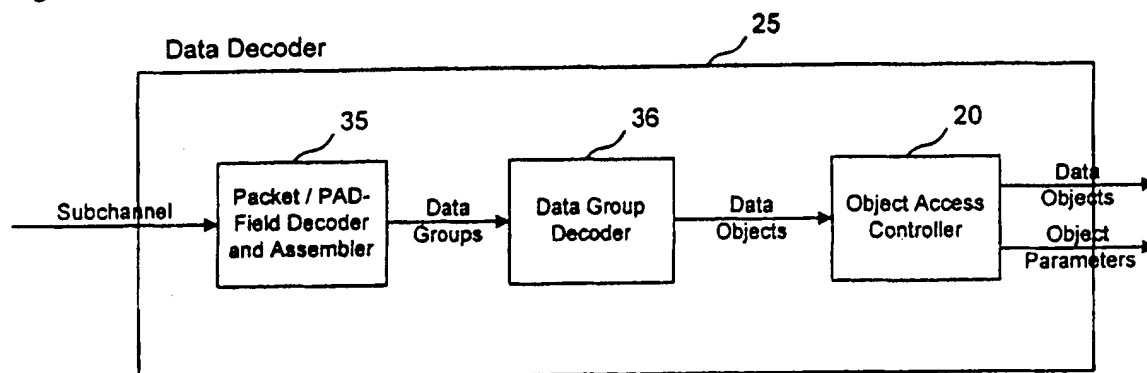 Data Decoder
25
35
36
20
Subchannel
Packet / PAD-
Field Decoder
and Assembler
Data
Groups
Data Group
Decoder
Data
Objects
Object Access
Controller
Data
Objects
Object
Parameters